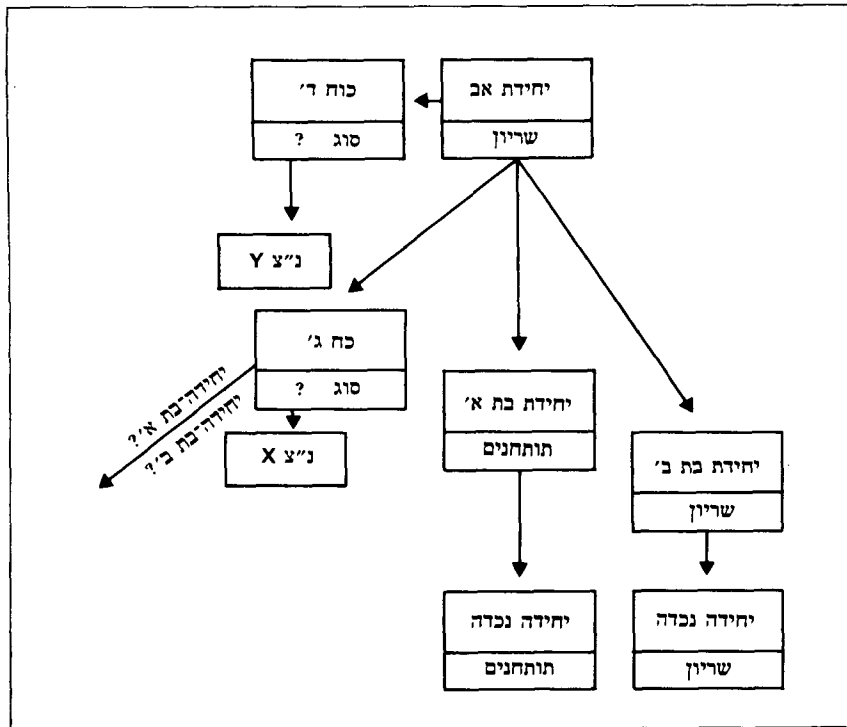 יחידת אב
שריון
כוח ד׳
סוג ?
נ״צ Y
כח ג׳
סוג ?
נ״צ X
יחידה־בת א׳?
יחידה־בת ב׳?
יחידת בת א׳
תותחנים
יחידת בת ב׳
שריון
יחידה נכדה
שריון
יחידה נכדה
תותחנים